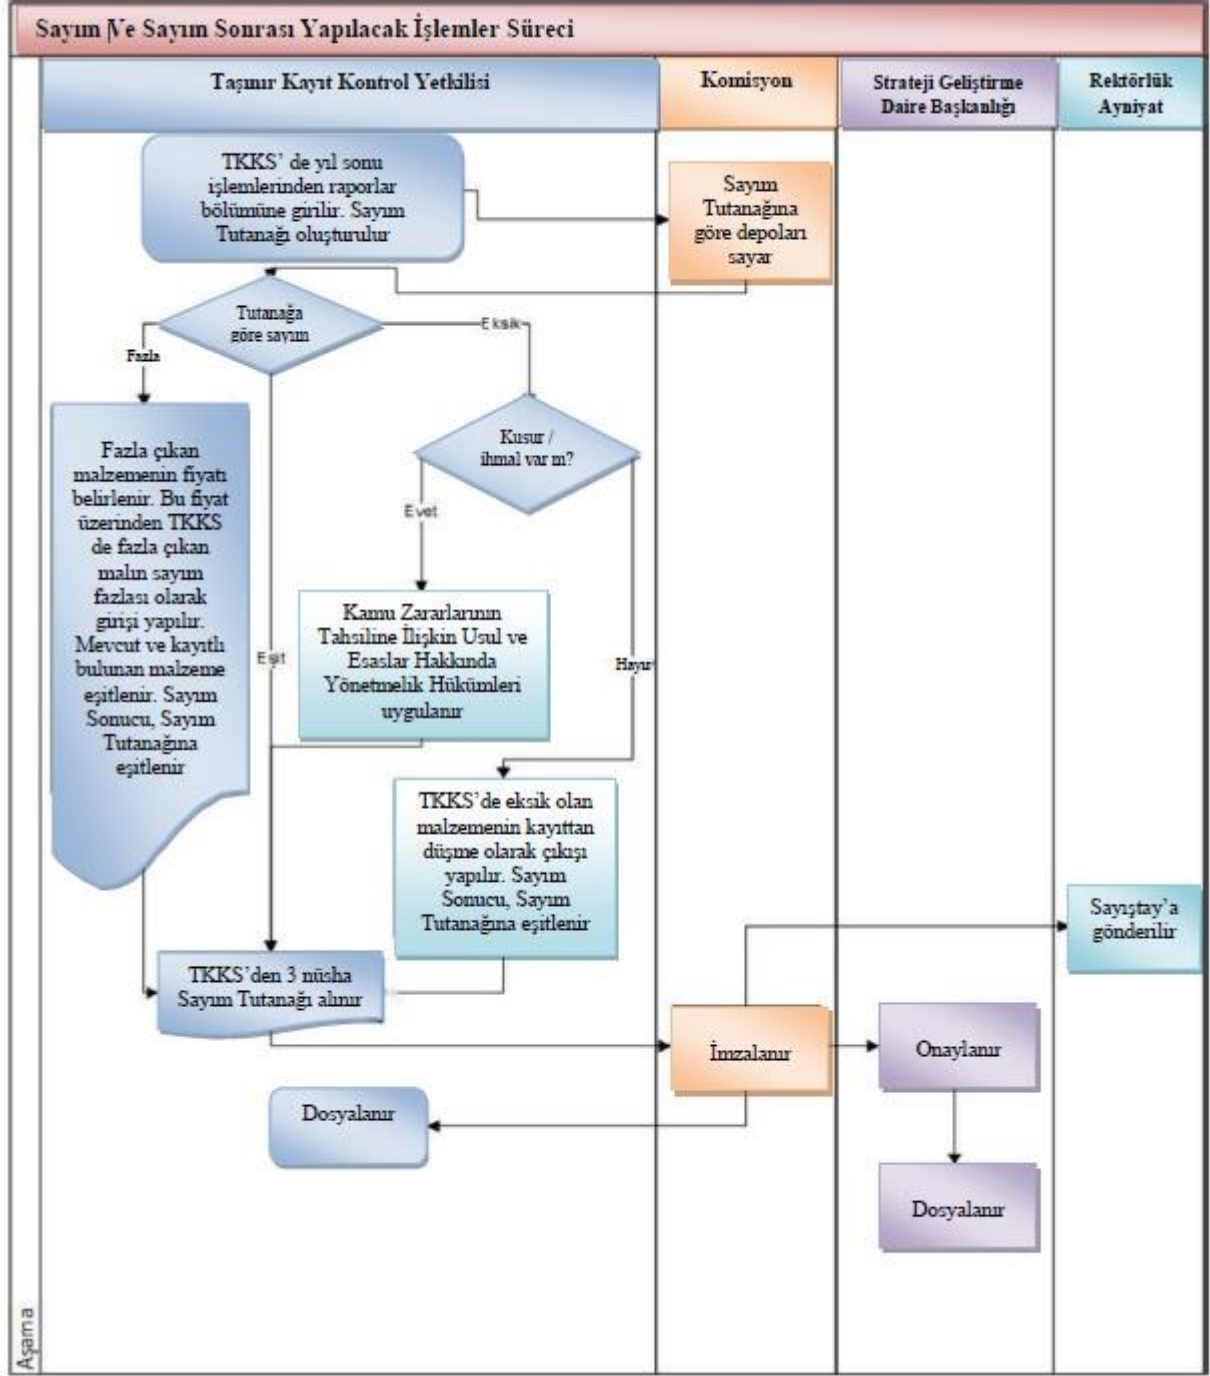 Sayım Ve Sayım Sonrası Yapılacak İşlemler Süreci
Taşınır Kayıt Kontrol Yetkilisi
Komisyon
Strateji Geliştirme
Daire Başkanlığı
Rektörlük
Ayniyat
TKKS’ de yıl sonu
işlemlerinden raporlar
bölümüne girilir. Sayım
Tutanağı oluşturulur
Sayım
Tutanağına
göre depoları
sayar
Tutanağa
göre sayım
Eksik
Fazla
Kusur /
ihmal var mı?
Fazla çıkan
malzemenin fiyatı
belirlenir. Bu fiyat
üzerinden TKKS
de fazla çıkan
malın sayım
fazlası olarak
girişi yapılır.
Mevcut ve kayıtlı
bulunan malzeme
eşitlenir. Sayım
Sonucu, Sayım
Tutanağına
eşitlenir
Evet
Eşit
Kamu Zararlarının
Tahsiline İlişkin Usul ve
Esaslar Hakkında
Yönetmelik Hükümleri
uygulanır
Hayır
TKKS’de eksik olan
malzemenin kayıttan
düşme olarak çıkışı
yapılır. Sayım
Sonucu, Sayım
Tutanağına eşitlenir
Sayıştay’a
gönderilir
TKKS’den 3 nüsha
Sayım Tutanağı alınır
İmzalanır
Onaylanır
Dosyalanır
Dosyalanır
Aşama